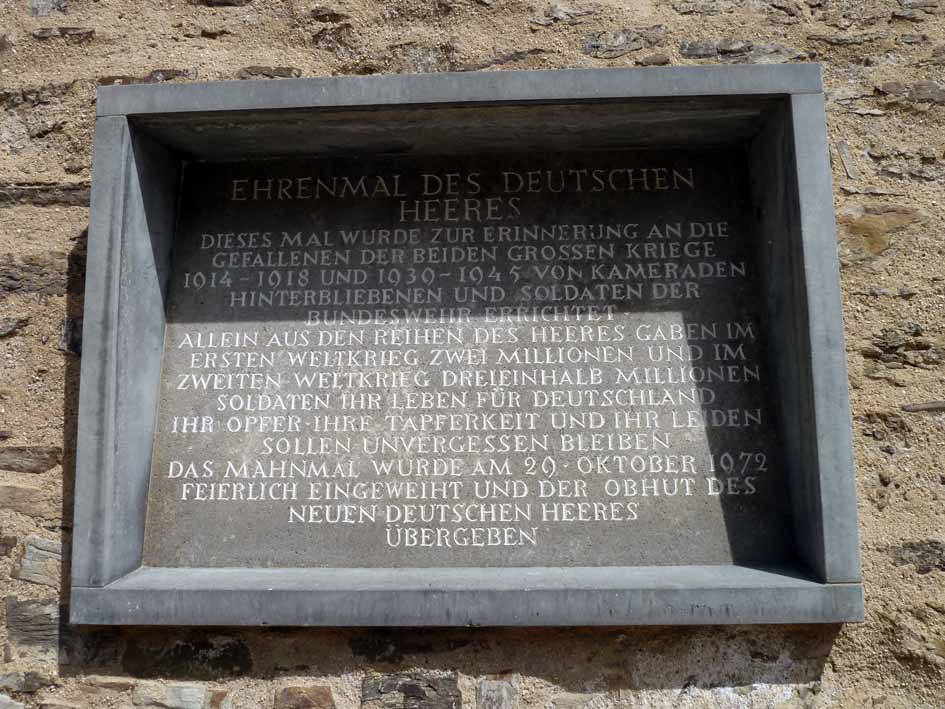 EHRENMAL DES DEUTSCHEN
HEERES
DIESES MAL WURDE ZUR ERINNERUNG AN DIE
GEFALLENEN DER BEIDEN GROSSEN KRIEGE
1914-1918 UND 1939-1945 VON KAMERADEN
HINTERBLIEBENEN UND SOLDATEN DER
BUNDESWEHR ERRICHTET·
ALLEIN AUS DEN REIHEN DES HEERES GABEN IM
ERSTEN WELTKRIEG ZWEI MILLIONEN UND IM
ZWEITEN WELTKRIEG DREIEINHALB MILLIONEN
SOLDATEN IHR LEBEN FÜR DEUTSCHLAND
IHR OPFER·IHRE TAPFERKEIT UND IHR LEIDEN
SOLLEN UNVERGESSEN BLEIBEN
DAS MAHNMAL WURDE AM 29·OKTOBER 1972
FEIERLICH EINGEWEIHT UND DER OBHUT DES
NEUEN DEUTSCHEN HEERES
ÜBERGEBEN